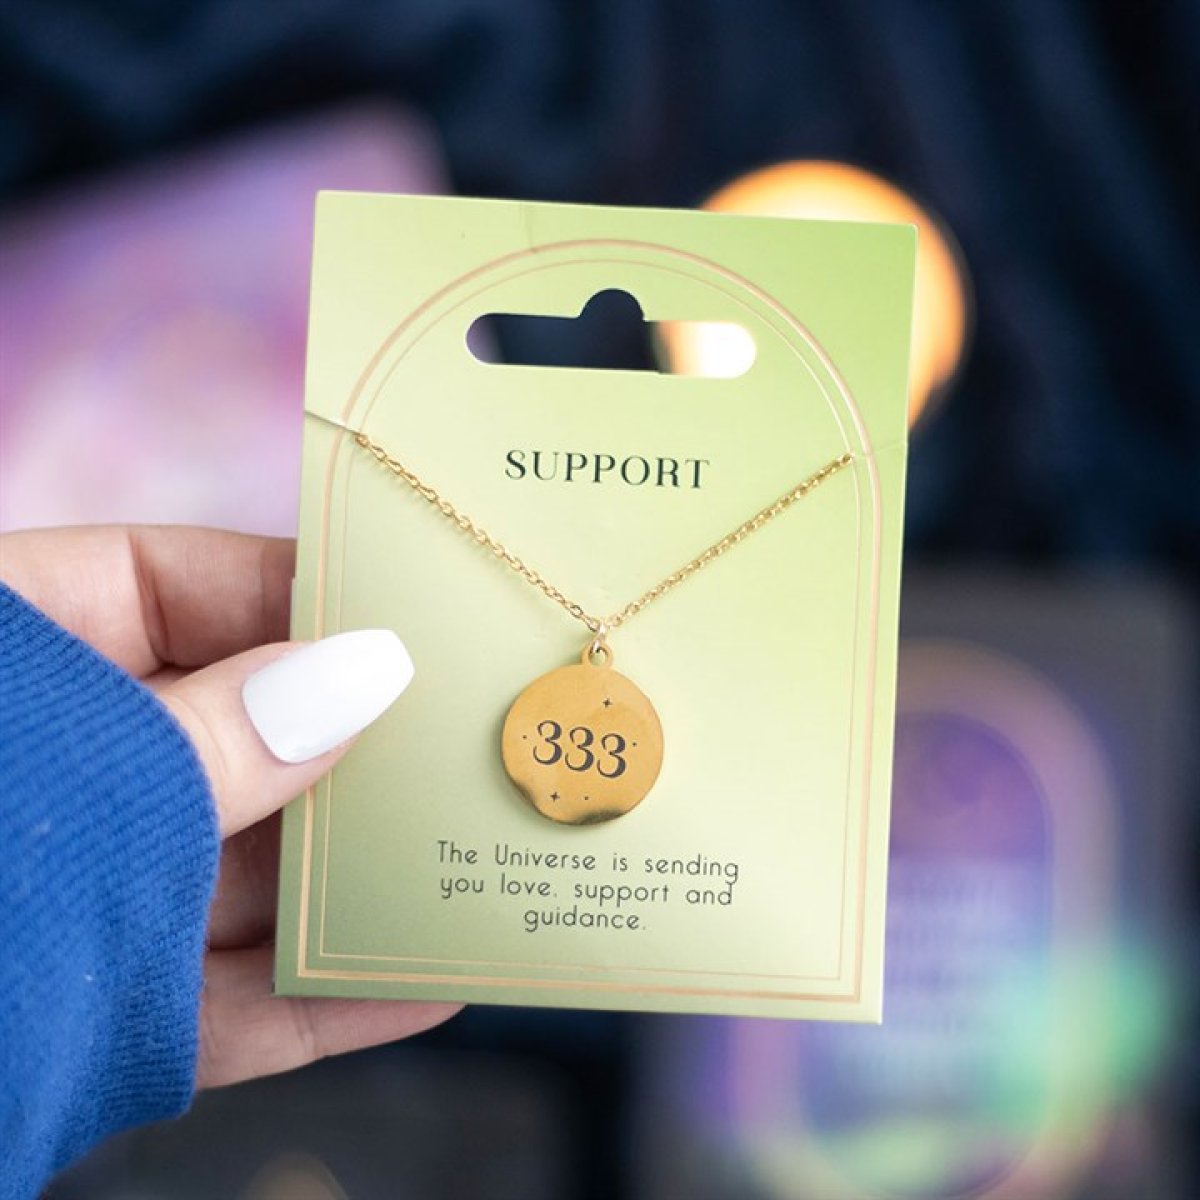 SUPPORT
333
The Universe is sending
you love, support and
guidance.